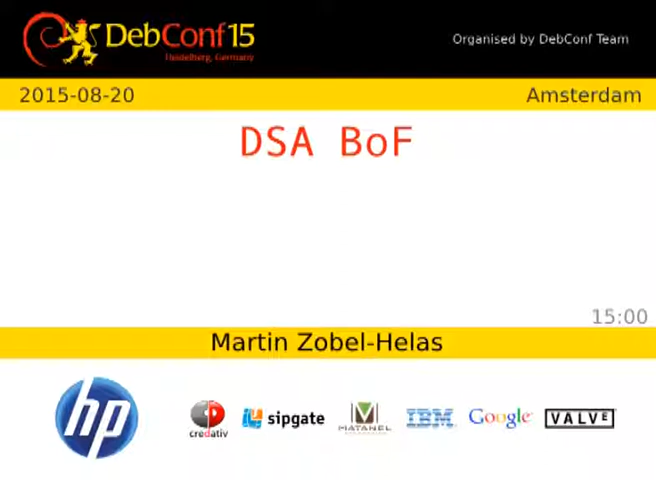 DebConf15
Heidelberg, Germany
Organised by DebConf Team
2015-08-20
Amsterdam
DSA BoF
15:00
Martin Zobel-Helas
hp
credativ
sipgate
MATANEL
IBM
Google
VALVE